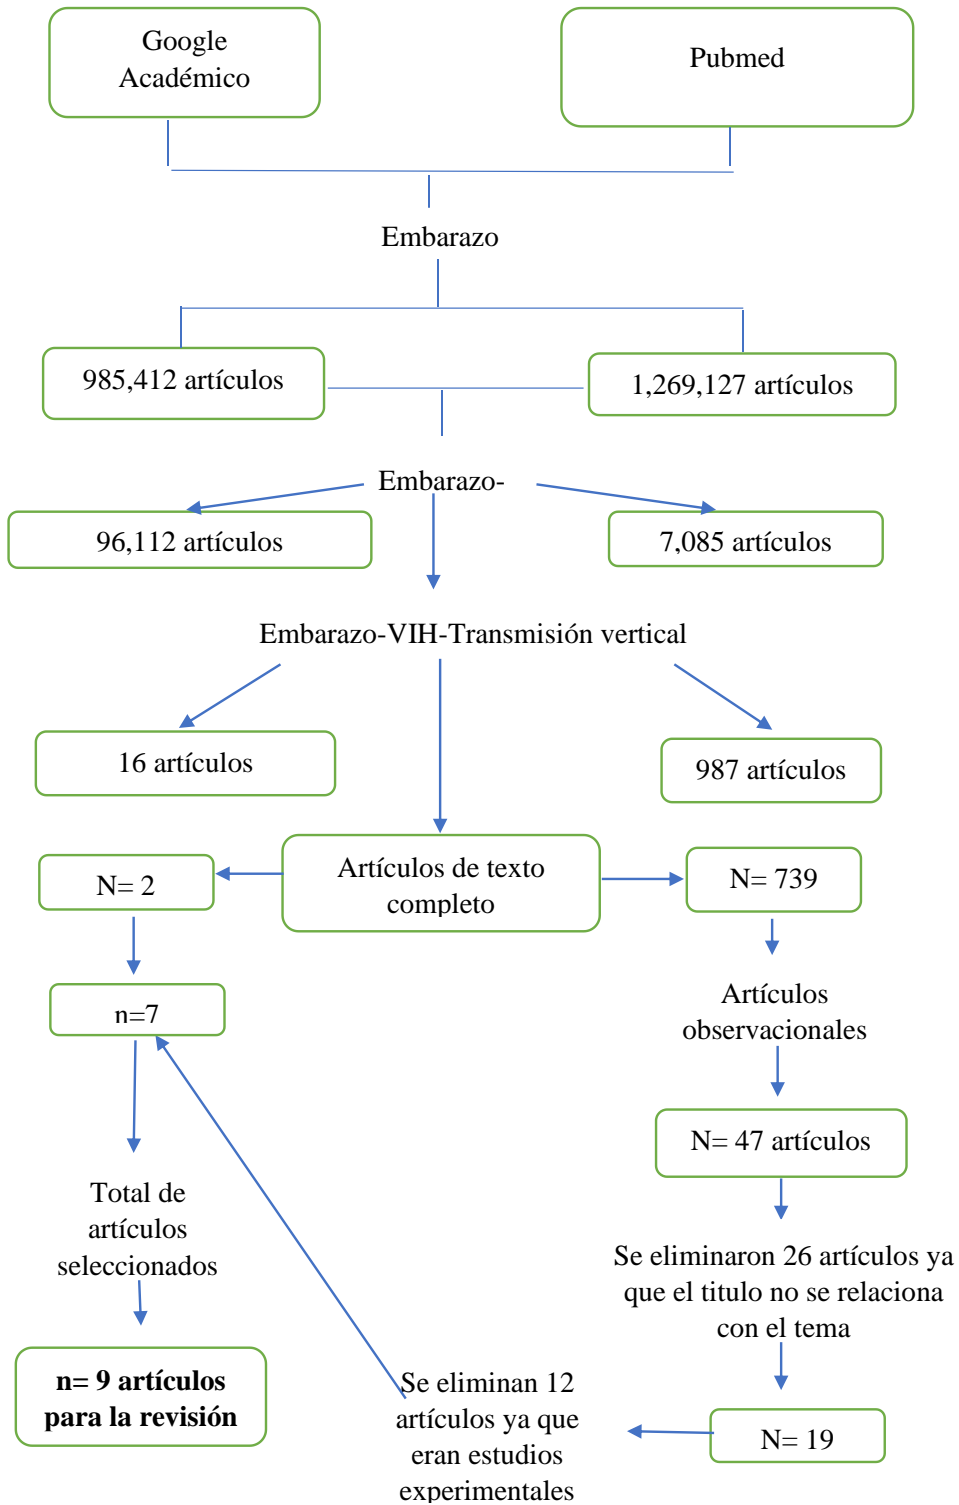 Google
Académico
Pubmed
Embarazo
985,412 artículos
1,269,127 artículos
Embarazo-
96,112 artículos
7,085 artículos
Embarazo-VIH-Transmisión vertical
16 artículos
987 artículos
Artículos de texto
completo
N= 2
N= 739
n=7
Artículos
observacionales
N= 47 artículos
Total de
artículos
seleccionados
Se eliminaron 26 artículos ya
que el titulo no se relaciona
con el tema
n= 9 artículos
para la revisión
Se eliminan 12
artículos ya que
eran estudios
experimentales
N= 19